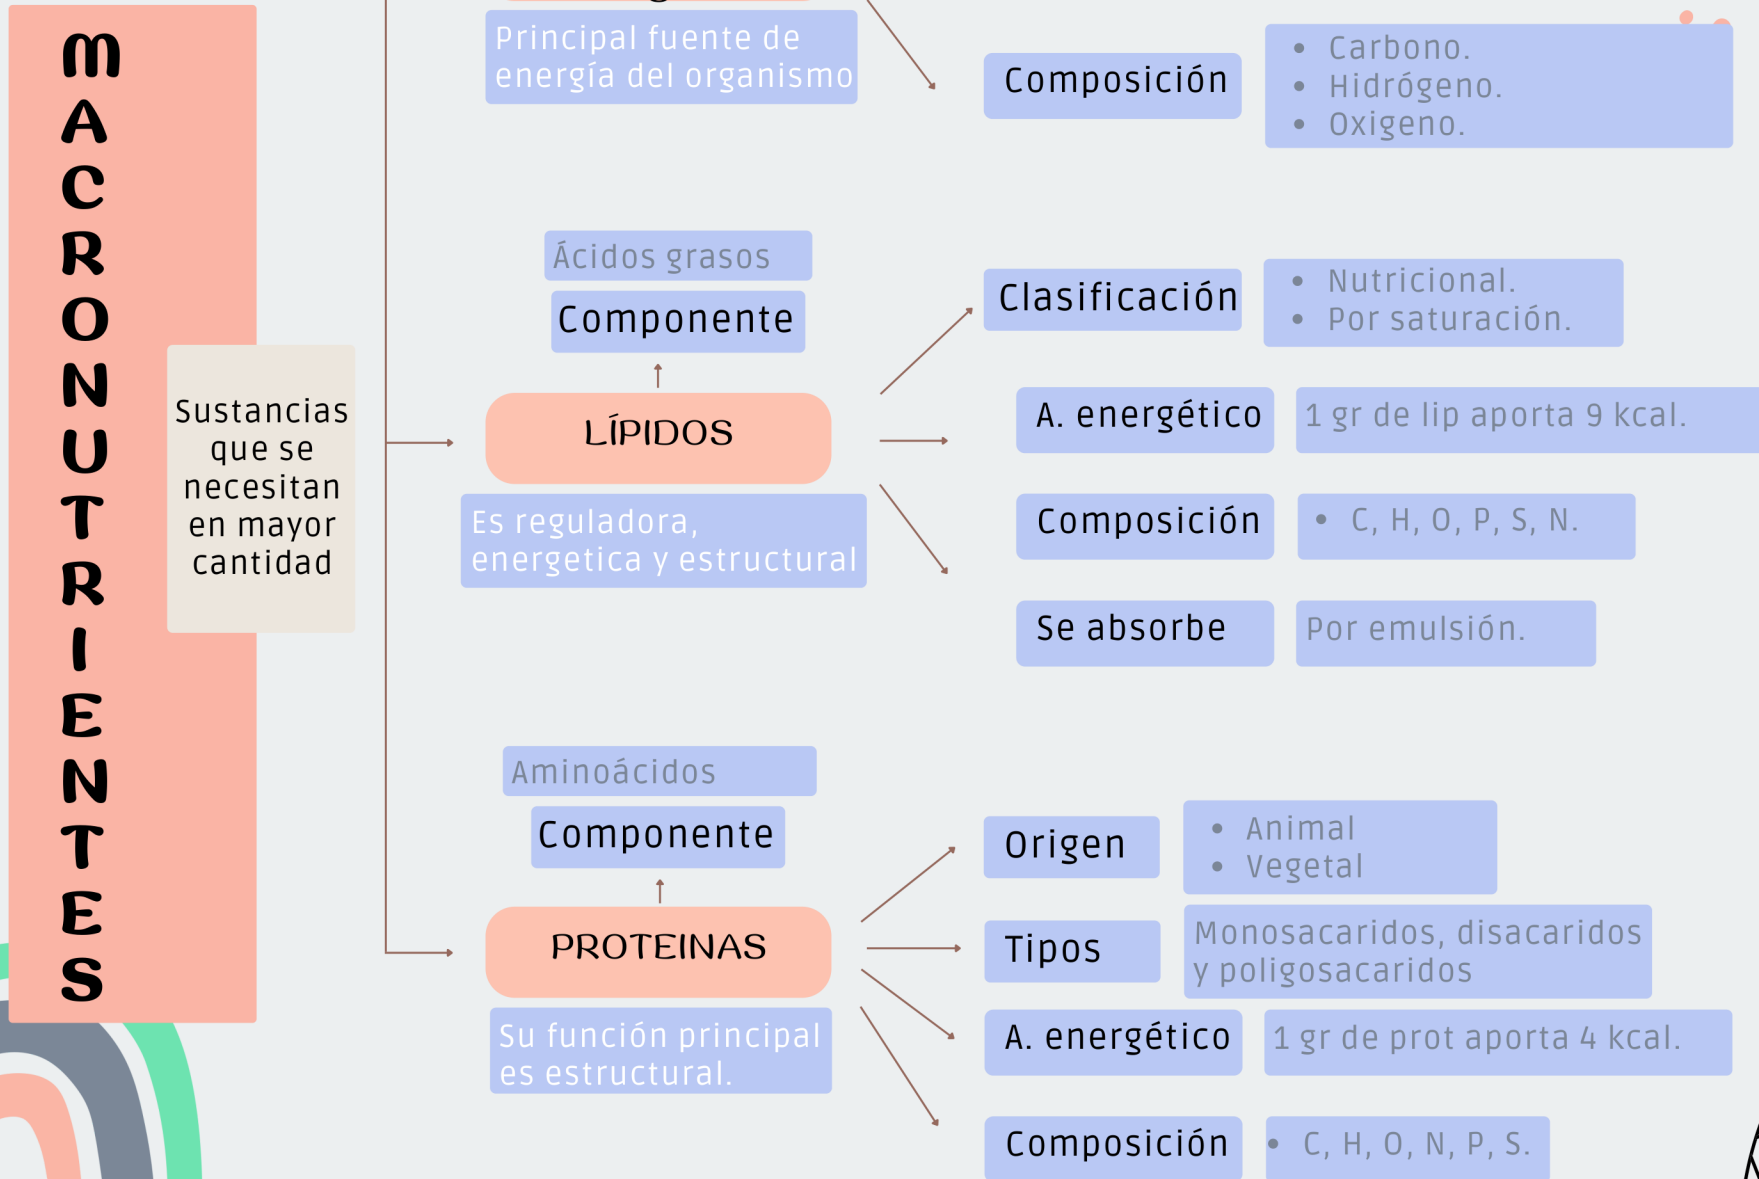 MACRONUTRIENTES
Sustancias
que se
necesitan
en mayor
cantidad
Principal fuente de
energía del organismo
Composición
• Carbono.
• Hidrógeno.
• Oxigeno.
Ácidos grasos
Componente
LÍPIDOS
Es reguladora,
energetica y estructural
Clasificación
• Nutricional.
• Por saturación.
A. energético
1 gr de lip aporta 9 kcal.
Composición
• C, H, O, P, S, N.
Se absorbe
Por emulsión.
Aminoácidos
Componente
PROTEINAS
Su función principal
es estructural.
Origen
• Animal
• Vegetal
Tipos
Monosacaridos, disacaridos
y poligosacaridos
A. energético
1 gr de prot aporta 4 kcal.
Composición
• C, H, O, N, P, S.